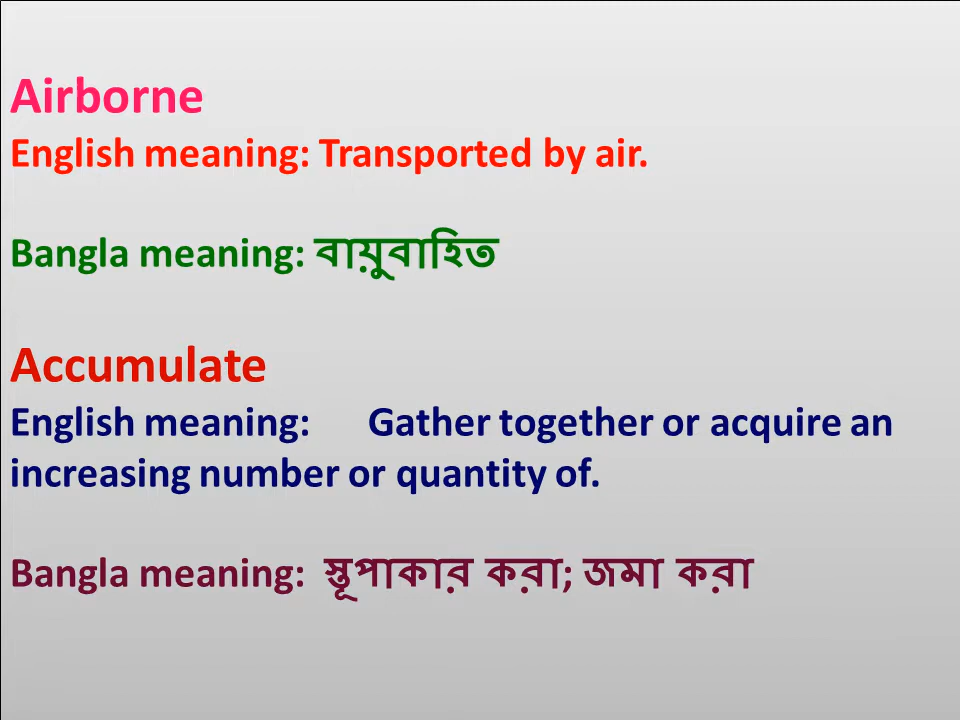 Airborne
English meaning: Transported by air.
Bangla meaning: বায়ুবাহিত
Accumulate
English meaning: Gather together or acquire an
increasing number or quantity of.
Bangla meaning: স্তূপাকার করা; জমা করা